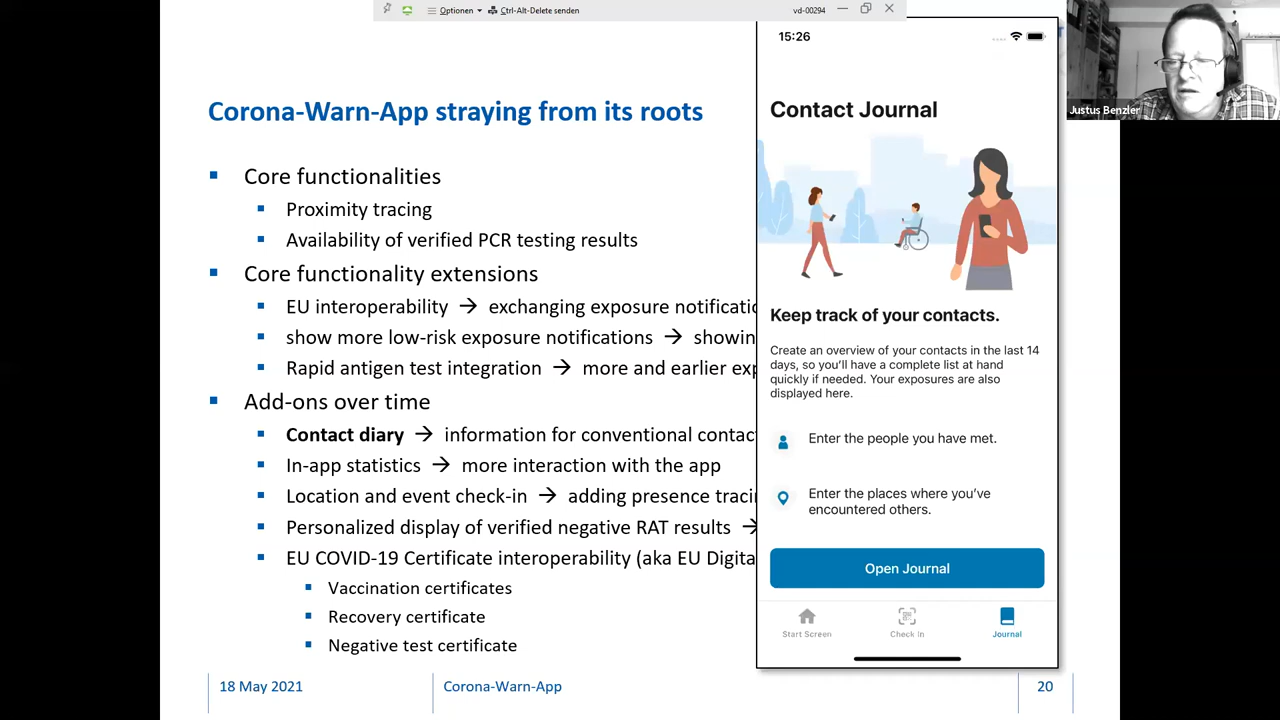 Optionen
Ctrl-Alt-Delete senden
vd-00294
Justus Benzler
Corona-Warn-App straying from its roots
Core functionalities
Proximity tracing
Availability of verified PCR testing results
Core functionality extensions
EU interoperability → exchanging exposure notificatio
show more low-risk exposure notifications → showin
Rapid antigen test integration → more and earlier exp
Add-ons over time
Contact diary → information for conventional contac
In-app statistics → more interaction with the app
Location and event check-in → adding presence traci
Personalized display of verified negative RAT results →
EU COVID-19 Certificate interoperability (aka EU Digita
Vaccination certificates
Recovery certificate
Negative test certificate
18 May 2021
Corona-Warn-App
20
15:26
Contact Journal
Keep track of your contacts.
Create an overview of your contacts in the last 14
days, so you'll have a complete list at hand
quickly if needed. Your exposures are also
displayed here.
Enter the people you have met.
Enter the places where you've
encountered others.
Open Journal
Start Screen
Check In
Journal